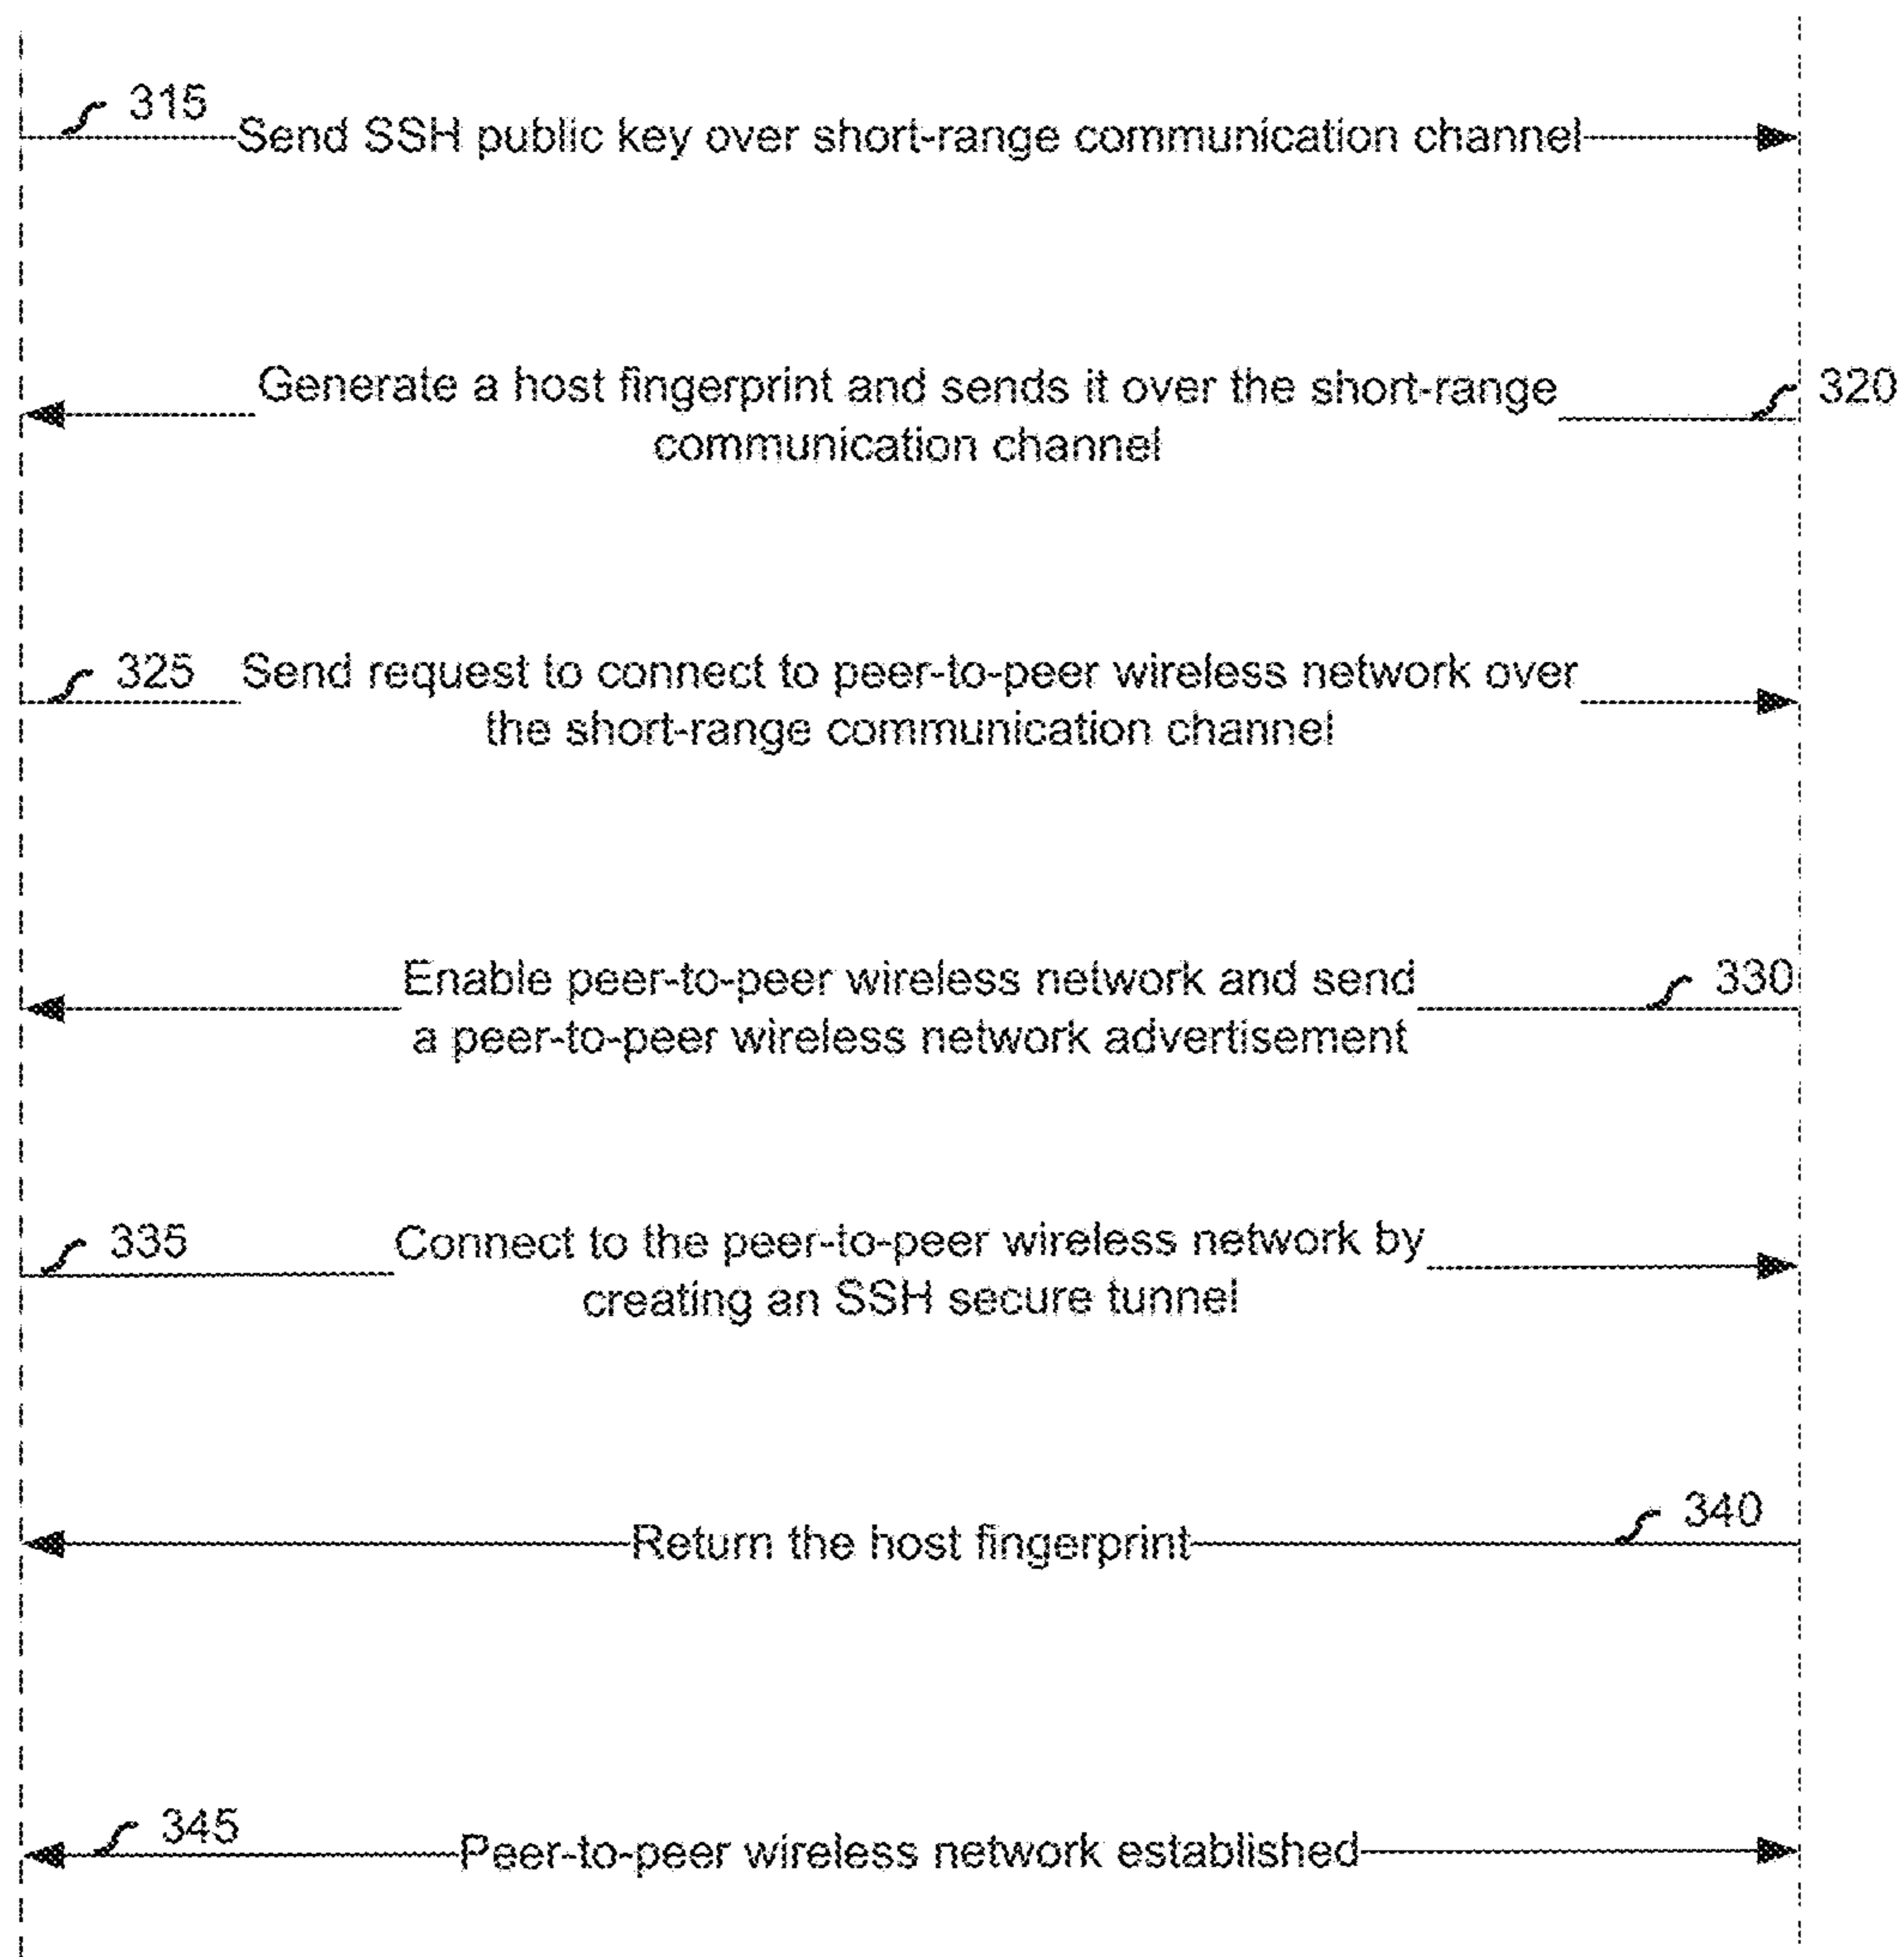 315
Send SSH public key over short-range communication channel
Generate a host fingerprint and sends it over the short-range
communication channel
320
325
Send request to connect to peer-to-peer wireless network over
the short-range communication channel
Enable peer-to-peer wireless network and send
a peer-to-peer wireless network advertisement
330
335
Connect to the peer-to-peer wireless network by
creating an SSH secure tunnel
340
Return the host fingerprint
345
Peer-to-peer wireless network established